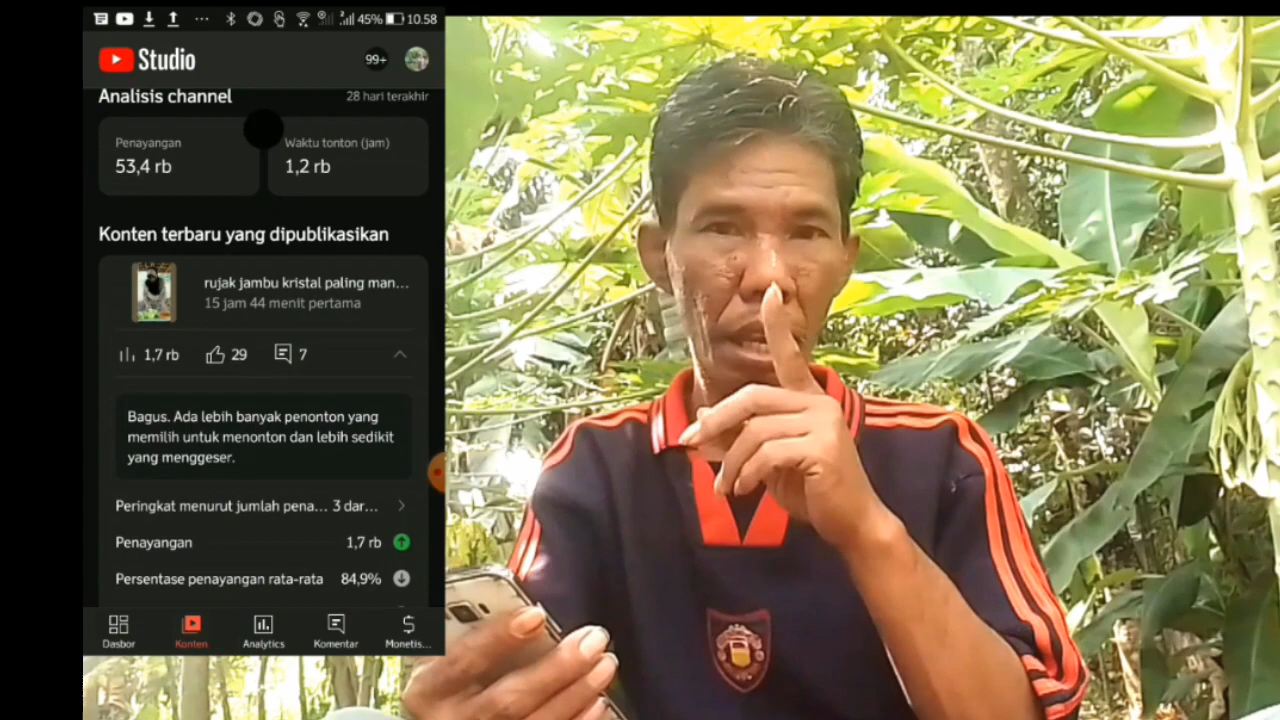 45% 10.58
Studio
99+
Analisis channel
28 hari terakhir
Penayangan
53,4 rb
Waktu tonton (jam)
1,2 rb
Konten terbaru yang dipublikasikan
rujak jambu kristal paling man...
15 jam 44 menit pertama
1,7 rb 29 7
Bagus. Ada lebih banyak penonton yang
memilih untuk menonton dan lebih sedikit
yang menggeser.
Peringkat menurut jumlah pena... 3 dar...
Penayangan 1,7 rb
Persentase penayangan rata-rata 84,9%
Dasbor Konten Analytics Komentar Monetis...